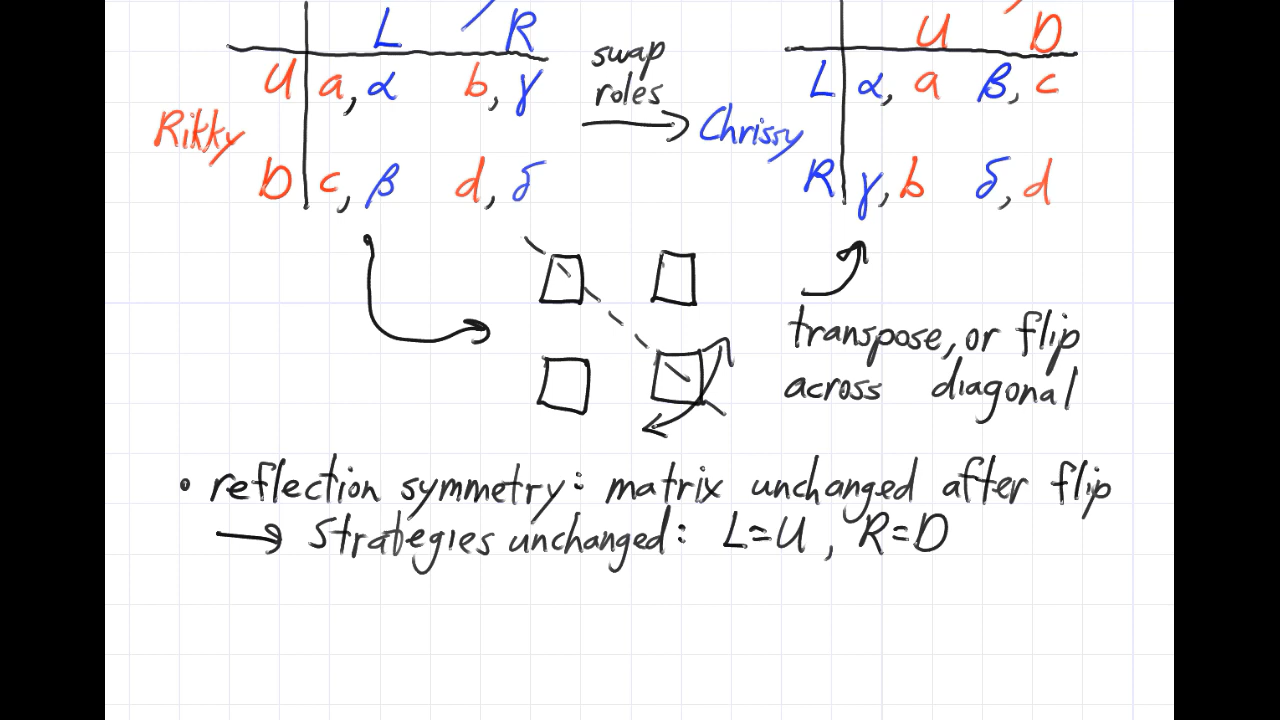 L R
U a, α b, γ
Rikky
D c, β d, δ
swap
roles
U D
L α, a β, c
Chrissy
R γ, b δ, d
transpose, or flip
across diagonal
• reflection symmetry: matrix unchanged after flip
→ Strategies unchanged: L=U, R=D